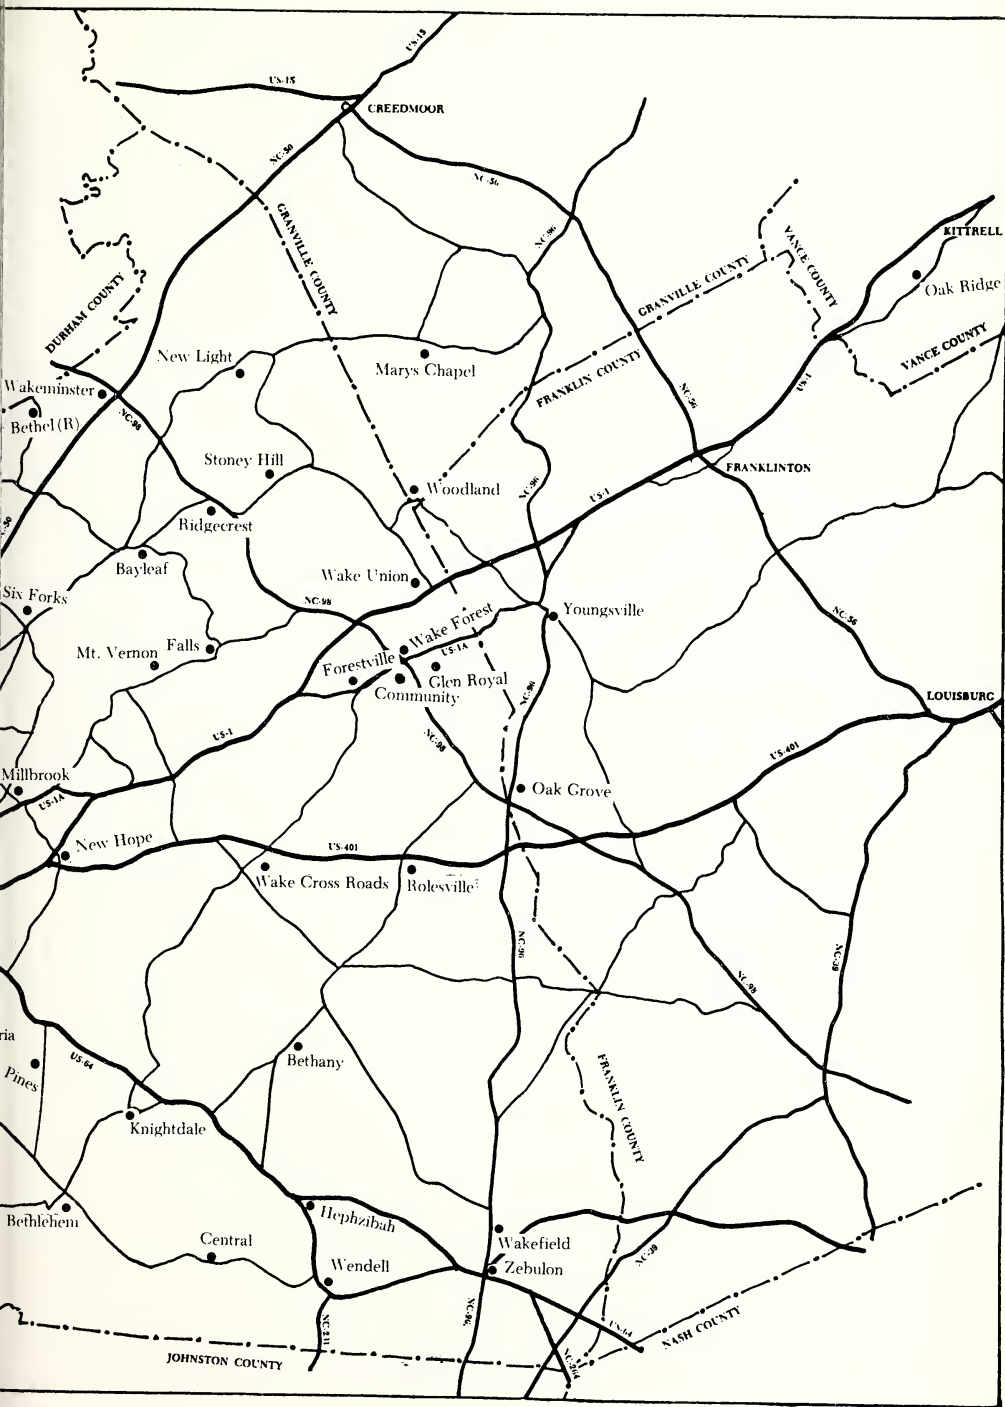 US-15
US-15
CREEDMOOR
NC-50
NC-56
GRANVILLE COUNTY
NC-96
VANCE COUNTY
KITTRELL
GRANVILLE COUNTY
Oak Ridge
DURHAM COUNTY
New Light
Marys Chapel
FRANKLIN COUNTY
VANCE COUNTY
US-1
Wakeminster
NC-56
Bethel (R)
NC-98
FRANKLINTON
Stoney Hill
Woodland
NC-96
US-1
Ridgecrest
Bayleaf
Wake Union
Six Forks
NC-98
Wake Forest
Youngsville
NC-56
Mt. Vernon
Falls
US-1A
Forestville
Glen Royal
Community
NC-96
LOUISBURG
US-1
NC-98
US-401
Millbrook
US-1A
Oak Grove
New Hope
US-401
Wake Cross Roads
Rolesville
NC-96
NC-39
NC-98
ria
Pines
US-64
Bethany
FRANKLIN COUNTY
Knightdale
Bethlehem
Hephzibah
Central
Wakefield
Wendell
Zebulon
NC-39
NC-96
US-64
NASH COUNTY
NC-231
JOHNSTON COUNTY
NC-264